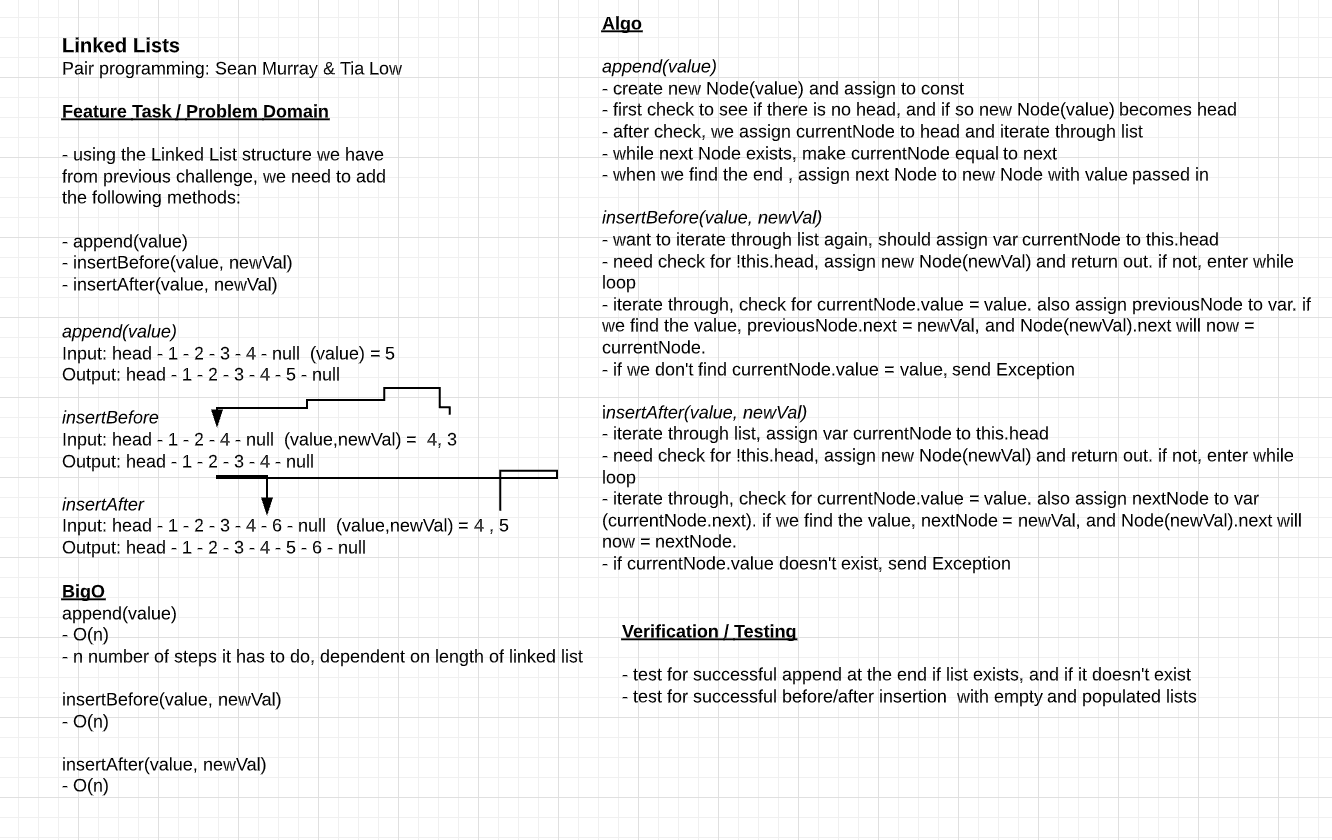 Linked Lists
Pair programming: Sean Murray & Tia Low
Feature Task / Problem Domain
- using the Linked List structure we have
from previous challenge, we need to add
the following methods:
- append(value)
- insertBefore(value, newVal)
- insertAfter(value, newVal)
append(value)
Input: head - 1 - 2 - 3 - 4 - null  (value) = 5
Output: head - 1 - 2 - 3 - 4 - 5 - null
insertBefore
Input: head - 1 - 2 - 4 - null  (value,newVal) =  4, 3
Output: head - 1 - 2 - 3 - 4 - null
insertAfter
Input: head - 1 - 2 - 3 - 4 - 6 - null  (value,newVal) = 4 , 5
Output: head - 1 - 2 - 3 - 4 - 5 - 6 - null
BigO
append(value)
- O(n)
- n number of steps it has to do, dependent on length of linked list
insertBefore(value, newVal)
- O(n)
insertAfter(value, newVal)
- O(n)
Algo
append(value)
- create new Node(value) and assign to const
- first check to see if there is no head, and if so new Node(value) becomes head
- after check, we assign currentNode to head and iterate through list
- while next Node exists, make currentNode equal to next
- when we find the end , assign next Node to new Node with value passed in
insertBefore(value, newVal)
- want to iterate through list again, should assign var currentNode to this.head
- need check for !this.head, assign new Node(newVal) and return out. if not, enter while
loop
- iterate through, check for currentNode.value = value. also assign previousNode to var. if
we find the value, previousNode.next = newVal, and Node(newVal).next will now =
currentNode.
- if we don't find currentNode.value = value, send Exception
insertAfter(value, newVal)
- iterate through list, assign var currentNode to this.head
- need check for !this.head, assign new Node(newVal) and return out. if not, enter while
loop
- iterate through, check for currentNode.value = value. also assign nextNode to var
(currentNode.next). if we find the value, nextNode = newVal, and Node(newVal).next will
now = nextNode.
- if currentNode.value doesn't exist, send Exception
Verification / Testing
- test for successful append at the end if list exists, and if it doesn't exist
- test for successful before/after insertion  with empty and populated lists